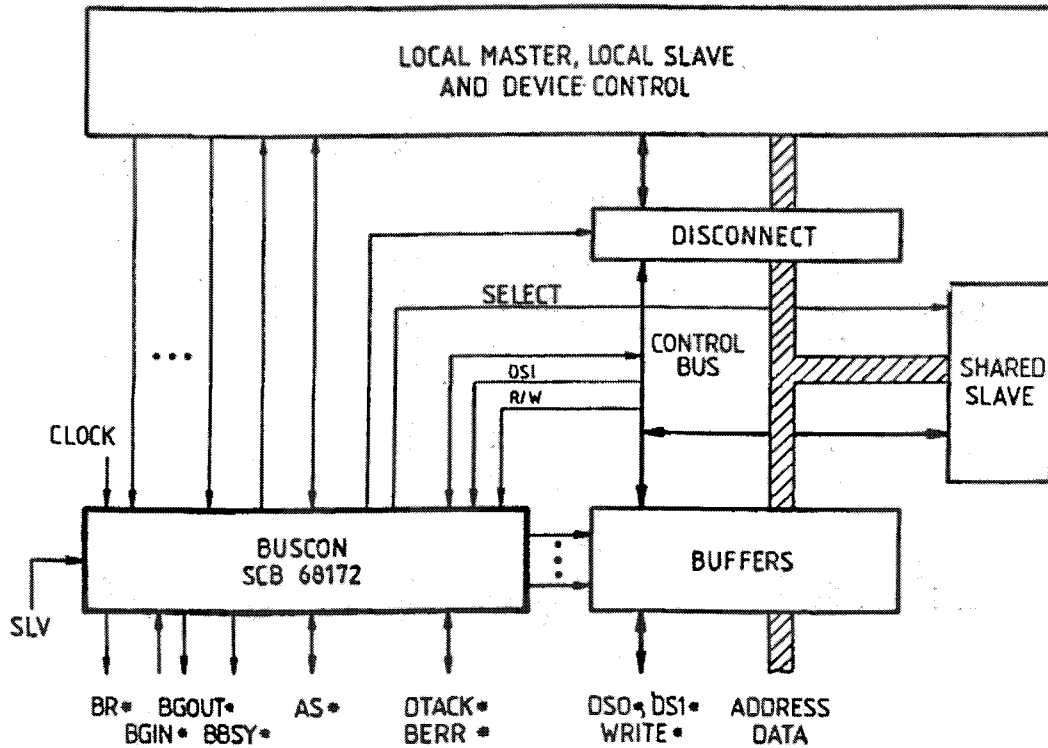 LOCAL MASTER, LOCAL SLAVE
AND DEVICE CONTROL
DISCONNECT
SELECT
CONTROL
BUS
SHARED
SLAVE
DSI
R/W
CLOCK
BUSCON
SCB 68172
BUFFERS
SLV
BR* BGOUT* AS* DTACK* DS0*, DS1* ADDRESS
BGIN* BBSY* BERR* WRITE* DATA